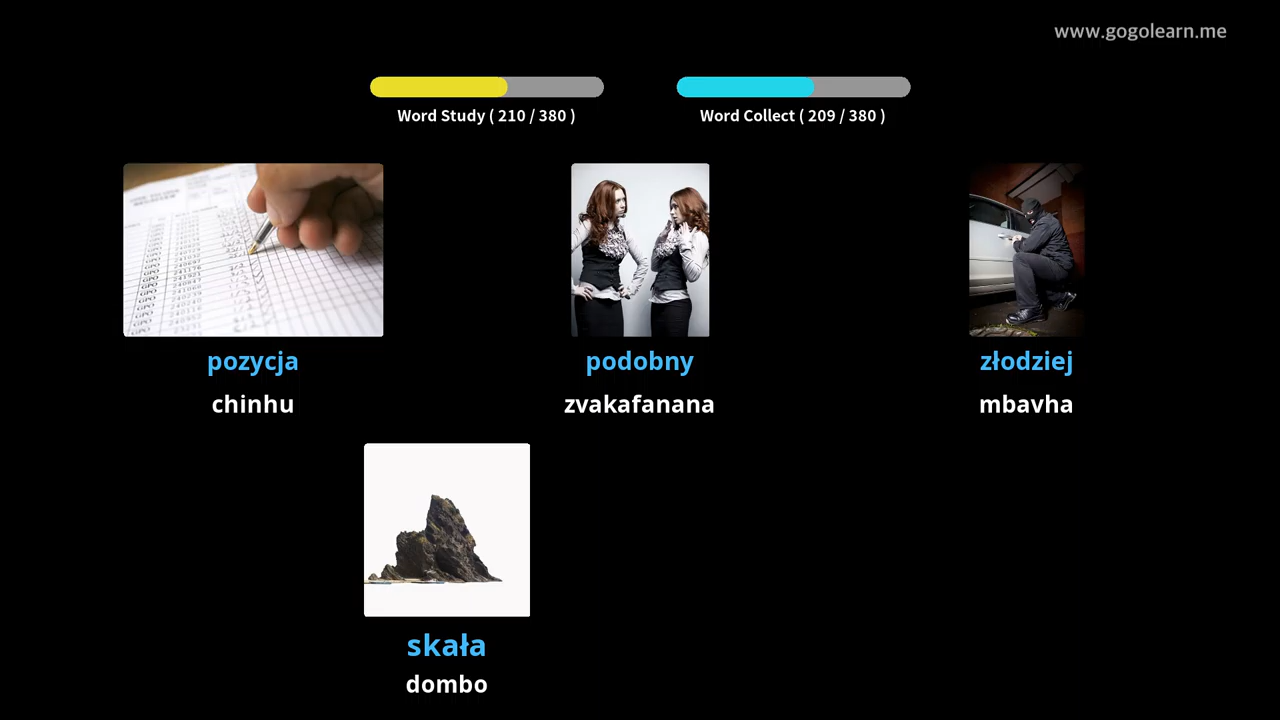 www.gogolearn.me
Word Study ( 210 / 380 )
Word Collect ( 209 / 380 )
pozycja
chinhu
podobny
zvakafanana
złodziej
mbavha
skała
dombo